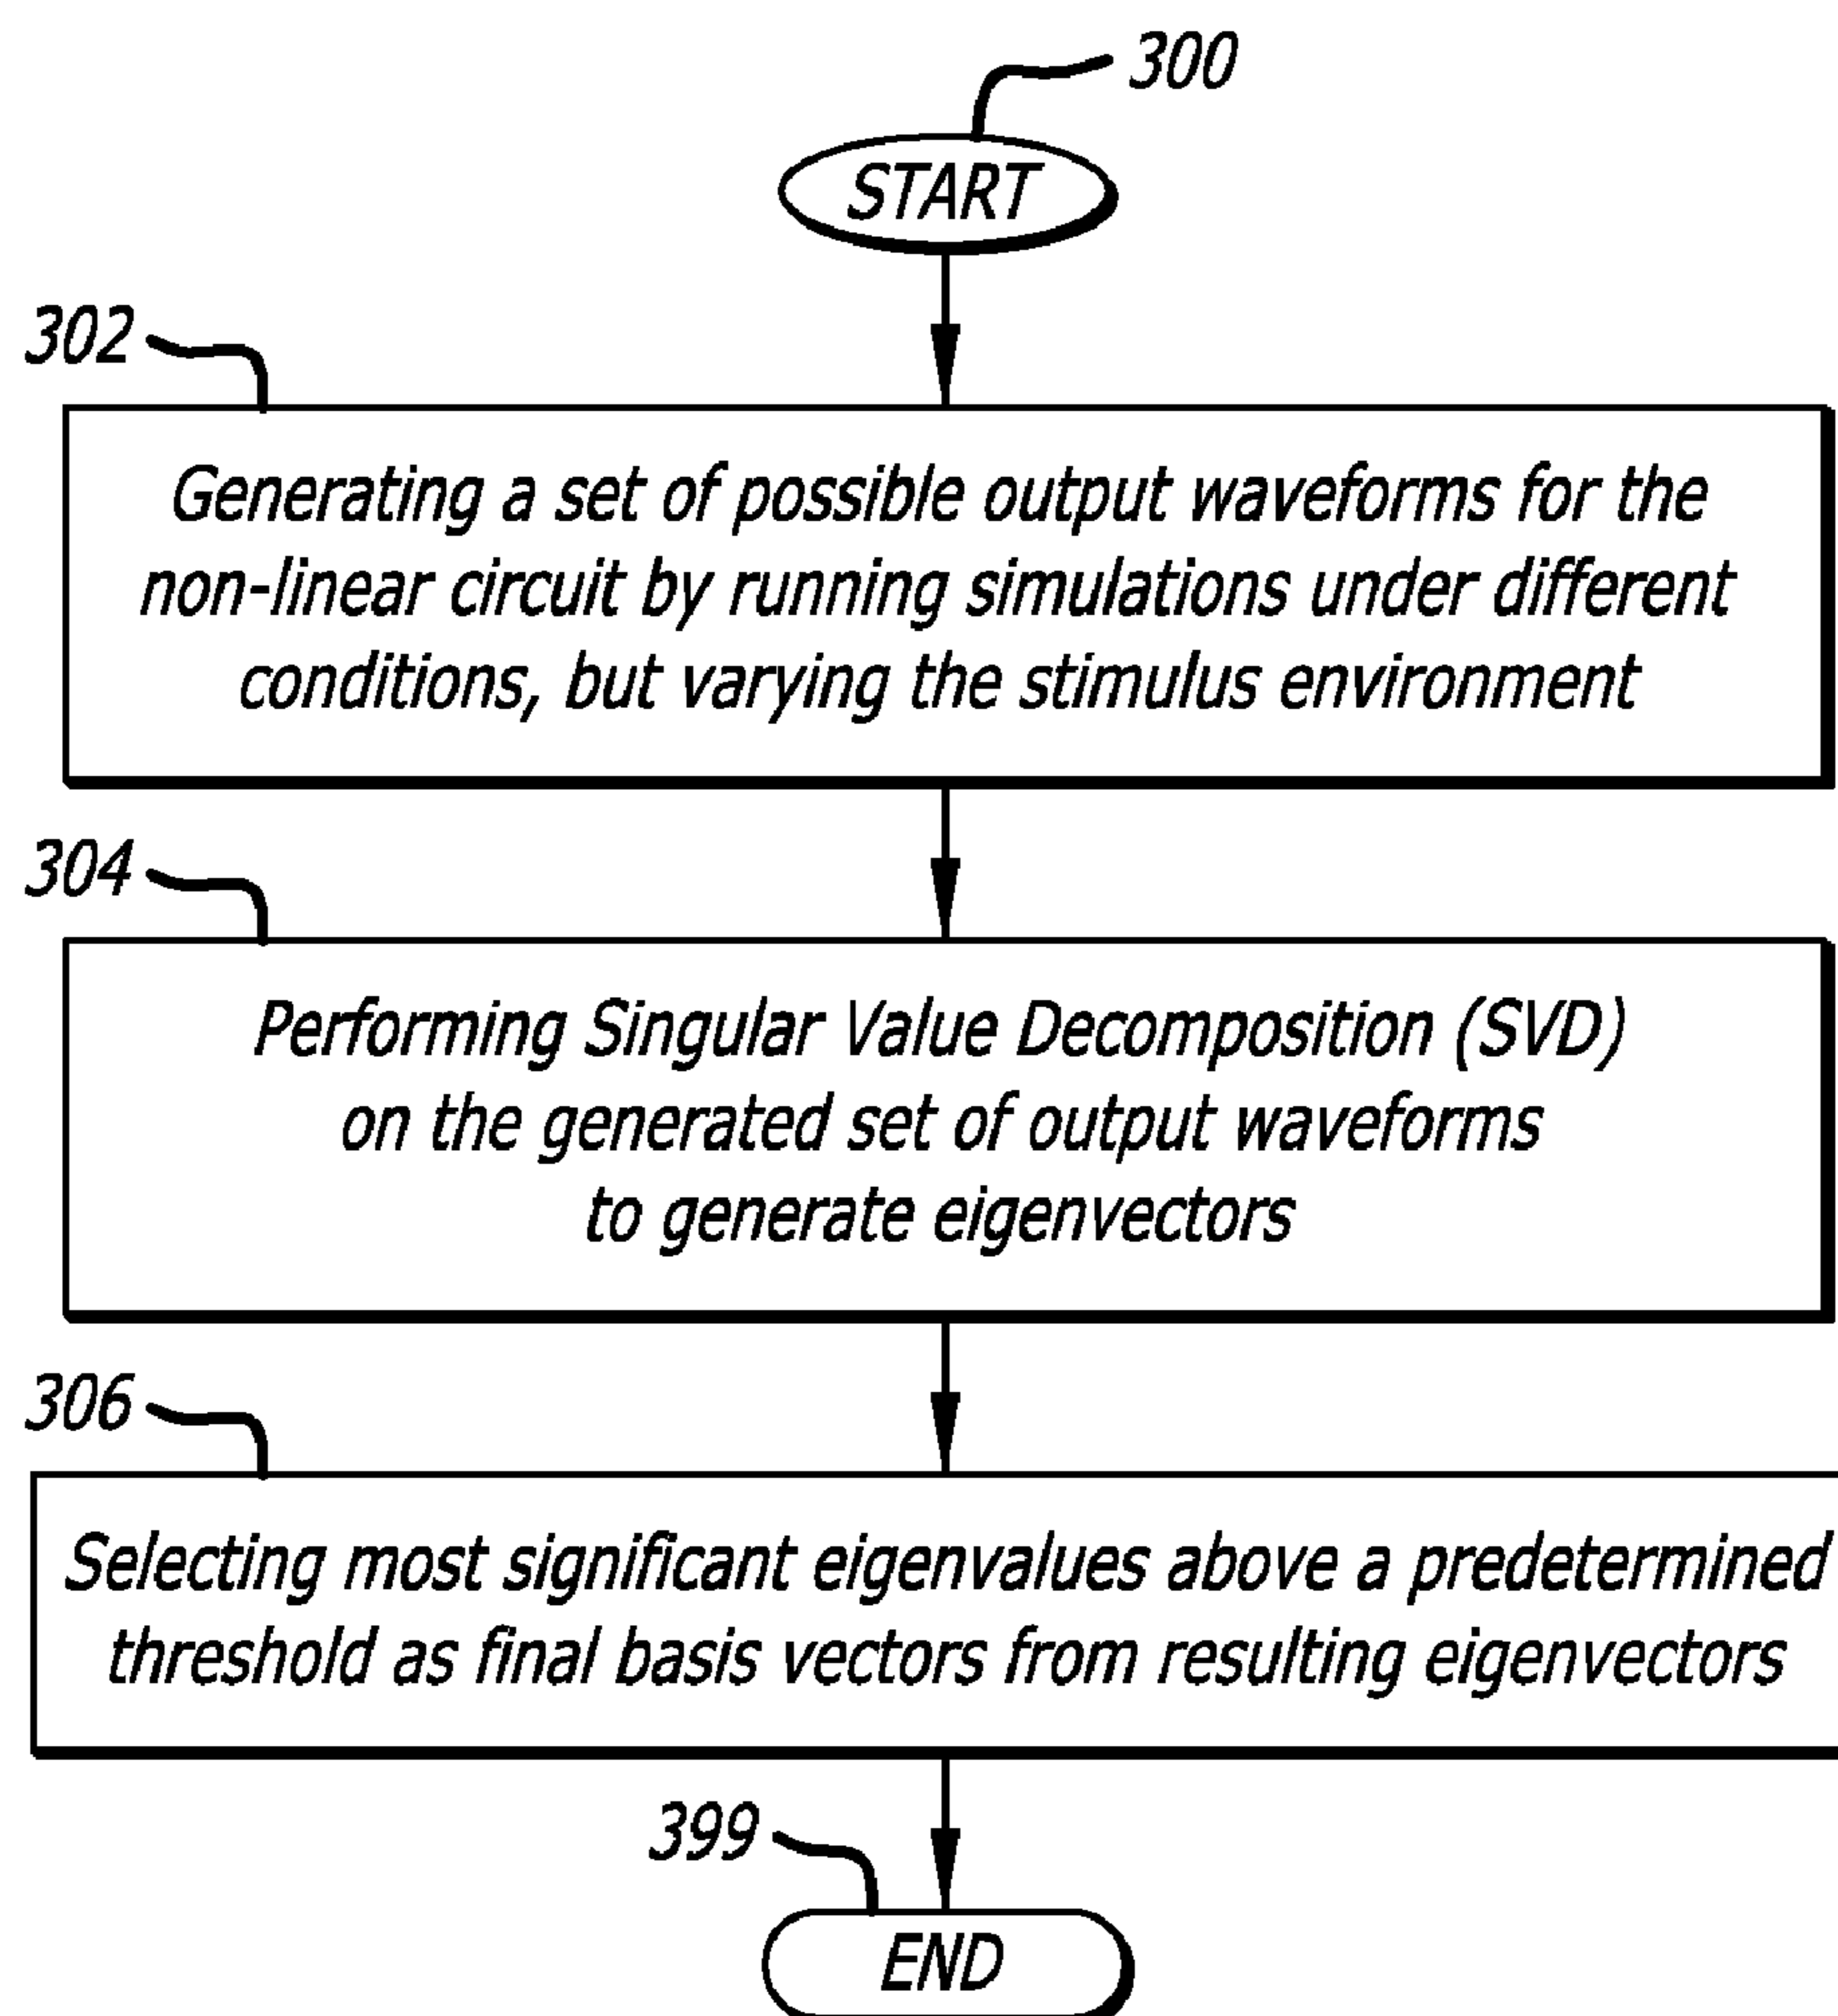 300
START
302
Generating a set of possible output waveforms for the
non-linear circuit by running simulations under different
conditions, but varying the stimulus environment
304
Performing Singular Value Decomposition (SVD)
on the generated set of output waveforms
to generate eigenvectors
306
Selecting most significant eigenvalues above a predetermined
threshold as final basis vectors from resulting eigenvectors
399
END